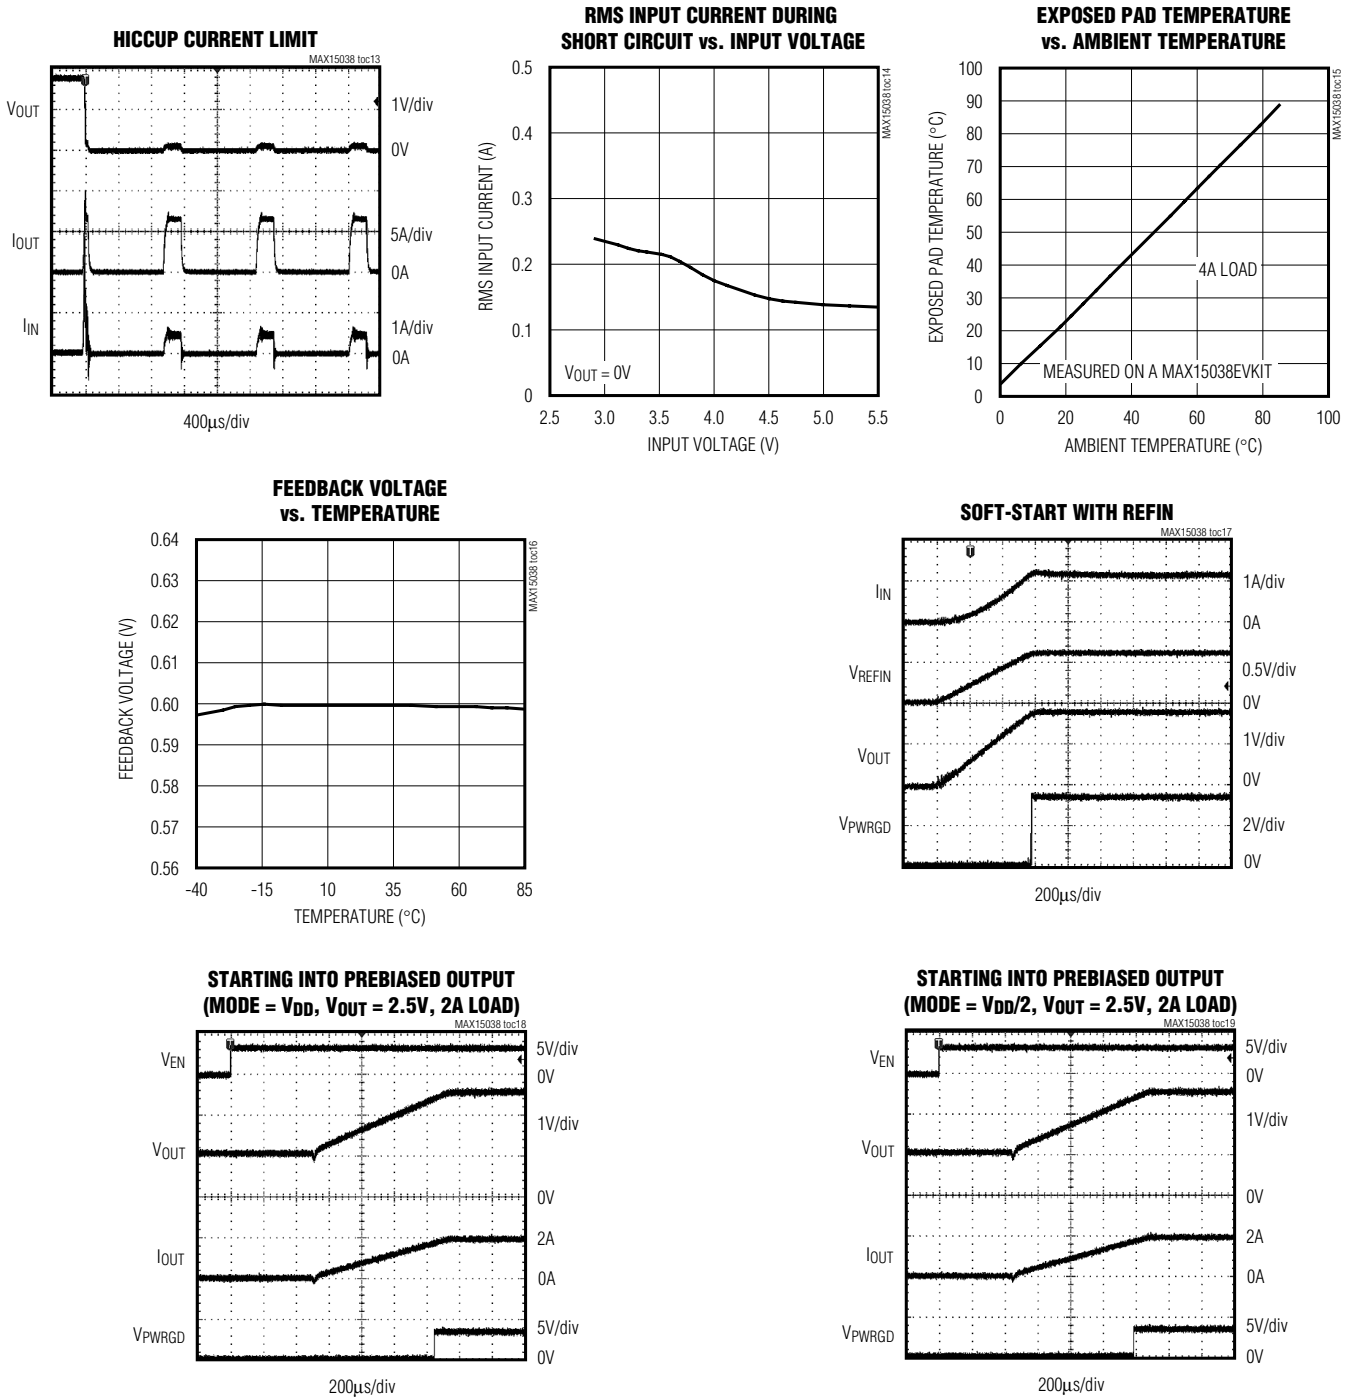 HICCUP CURRENT LIMIT
MAX15038 toc13
VOUT
1V/div
0V
IOUT
5A/div
0A
IIN
1A/div
0A
400µs/div
RMS INPUT CURRENT DURING
SHORT CIRCUIT vs. INPUT VOLTAGE
MAX15038 toc14
RMS INPUT CURRENT (A)
0.5
0.4
0.3
0.2
0.1
0
VOUT = 0V
2.5 3.0 3.5 4.0 4.5 5.0 5.5
INPUT VOLTAGE (V)
EXPOSED PAD TEMPERATURE
vs. AMBIENT TEMPERATURE
MAX15038 toc15
EXPOSED PAD TEMPERATURE (°C)
100
90
80
70
60
50
40
30
20
10
0
4A LOAD
MEASURED ON A MAX15038EVKIT
0 20 40 60 80 100
AMBIENT TEMPERATURE (°C)
FEEDBACK VOLTAGE
vs. TEMPERATURE
MAX15038 toc16
FEEDBACK VOLTAGE (V)
0.64
0.63
0.62
0.61
0.60
0.59
0.58
0.57
0.56
-40 -15 10 35 60 85
TEMPERATURE (°C)
SOFT-START WITH REFIN
MAX15038 toc17
IIN
1A/div
0A
VREFIN
0.5V/div
0V
VOUT
1V/div
0V
VPWRGD
2V/div
0V
200µs/div
STARTING INTO PREBIASED OUTPUT
(MODE = VDD, VOUT = 2.5V, 2A LOAD)
MAX15038 toc18
VEN
5V/div
0V
VOUT
1V/div
0V
IOUT
2A
0A
VPWRGD
5V/div
0V
200µs/div
STARTING INTO PREBIASED OUTPUT
(MODE = VDD/2, VOUT = 2.5V, 2A LOAD)
MAX15038 toc19
VEN
5V/div
0V
VOUT
1V/div
0V
IOUT
2A
0A
VPWRGD
5V/div
0V
200µs/div